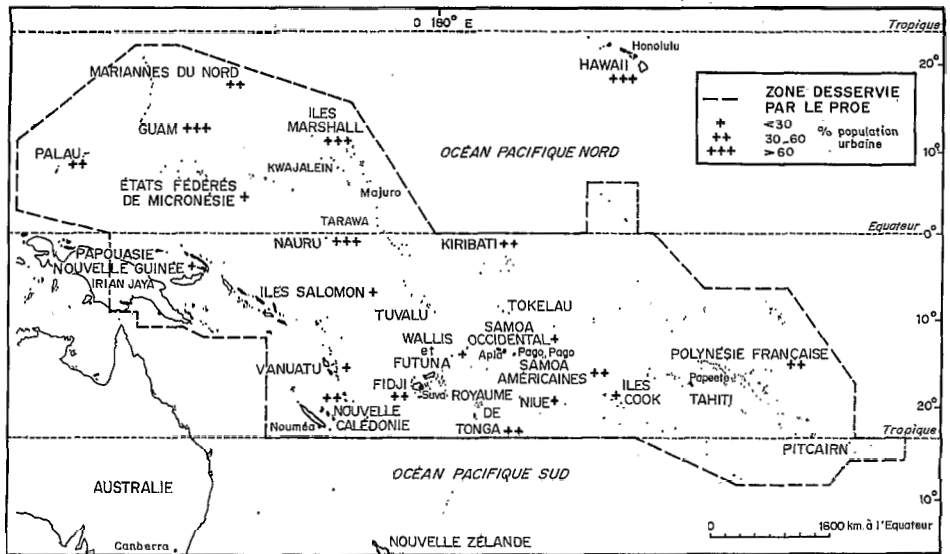 0 180° E
Tropique
Honolulu
HAWAII
+++
20°
MARIANNES DU NORD
++
ZONE DESSERVIE
PAR LE PROE
+ <30
++ 30_60 % population
+++ >60 urbaine
GUAM +++
ILES
MARSHALL
+++
PALAU
++
OCÉAN PACIFIQUE NORD
10°
KWAJALEIN
ÉTATS FÉDÉRÉS
DE MICRONÉSIE +
Majuro
TARAWA
Equateur
0°
NAURU +++
KIRIBATI ++
PAPOUASIE
NOUVELLE GUINÉE +
IRIAN JAYA
ILES SALOMON +
TUVALU
TOKELAU
10°
SAMOA
OCCIDENTAL +
WALLIS
et
FUTUNA
+
Apia
Pago, Pago
SAMOA
AMÉRICAINES ++
POLYNÉSIE FRANÇAISE
++
VANUATU +
FIDJI ++
Suva
ROYAUME
DE
TONGA ++
NIUE +
+
ILES
COOK
Papeete
TAHITI
20°
++
NOUVELLE
CALÉDONIE
Nouméa
Tropique
PITCAIRN
OCÉAN PACIFIQUE SUD
AUSTRALIE
10°
0 1600 km. à l'Equateur
Canberra
NOUVELLE ZÉLANDE